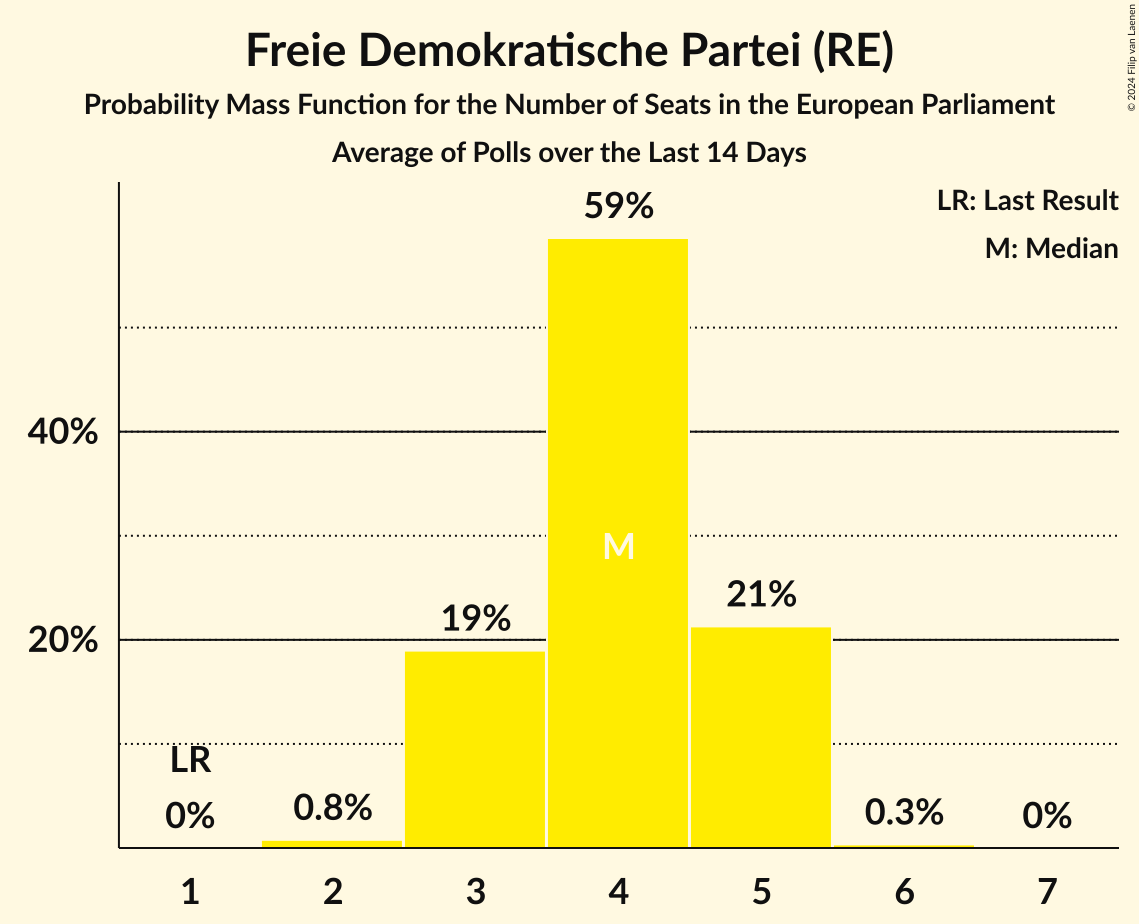 Freie Demokratische Partei (RE)
Probability Mass Function for the Number of Seats in the European Parliament
Average of Polls over the Last 14 Days
© 2024 Filip van Laenen
LR: Last Result
M: Median
59%
40%
M
21%
19%
20%
LR
0%
0.8%
0.3%
0%
1 2 3 4 5 6 7